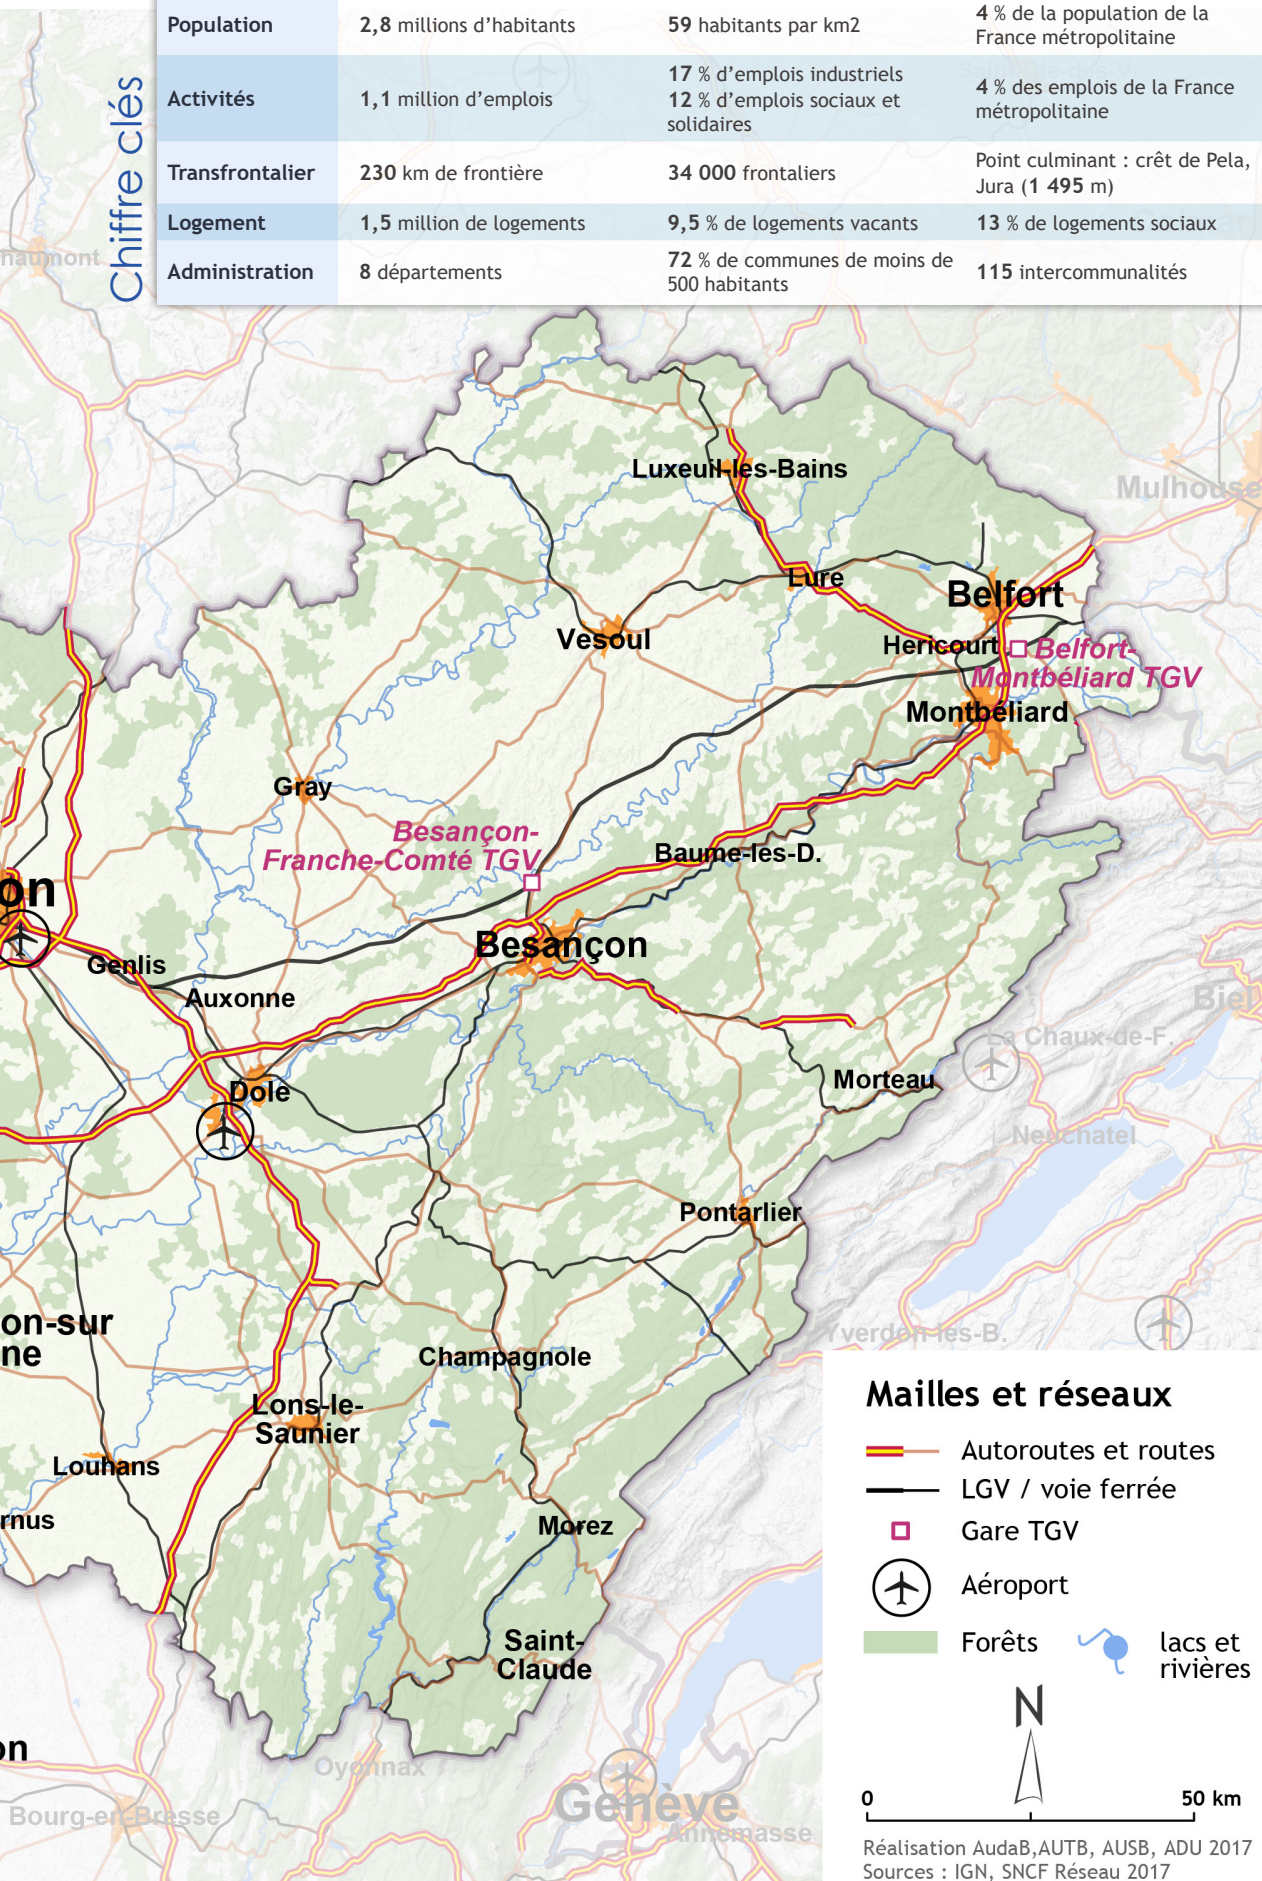 Chiffre clés
Population
2,8 millions d’habitants
59 habitants par km2
4 % de la population de la
France métropolitaine
Activités
1,1 million d’emplois
17 % d’emplois industriels
12 % d’emplois sociaux et
solidaires
4 % des emplois de la France
métropolitaine
Transfrontalier
230 km de frontière
34 000 frontaliers
Point culminant : crêt de Pela,
Jura (1 495 m)
Logement
1,5 million de logements
9,5 % de logements vacants
13 % de logements sociaux
Administration
8 départements
72 % de communes de moins de
500 habitants
115 intercommunalités
haumont
Luxeuil-les-Bains
Mulhouse
Lure
Belfort
Vesoul
Hericourt
Belfort-
Montbéliard TGV
Montbéliard
Gray
Besançon-
Franche-Comté TGV
Baume-les-D.
on
Besançon
Genlis
Auxonne
Biel
La Chaux-de-F.
Dole
Morteau
Neuchatel
Pontarlier
on-sur
ne
Yverdon-les-B.
Champagnole
Lons-le-
Saunier
Louhans
rnus
Morez
Saint-
Claude
on
Oyonnax
Bourg-en-Bresse
Genève
Annemasse
Mailles et réseaux
Autoroutes et routes
LGV / voie ferrée
Gare TGV
Aéroport
Forêts
lacs et
rivières
N
0
50 km
Réalisation AudaB,AUTB, AUSB, ADU 2017
Sources : IGN, SNCF Réseau 2017